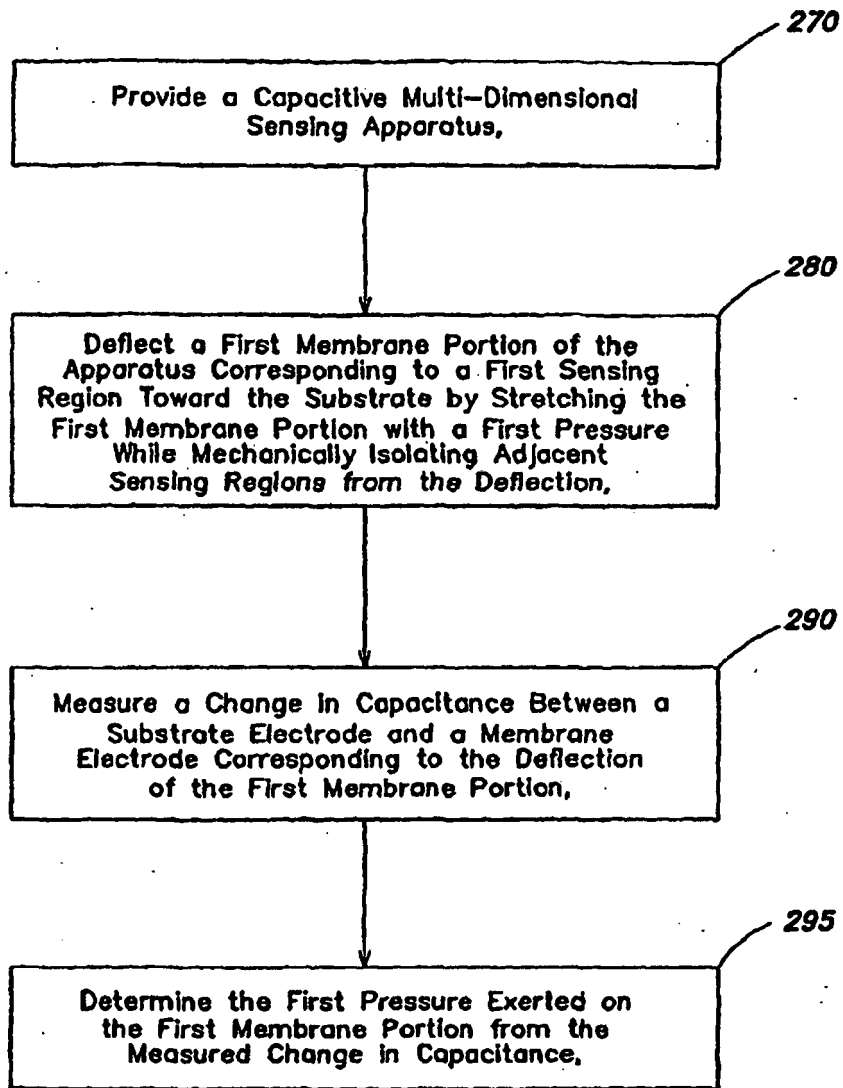 270
Provide a Capacitive Multi-Dimensional
Sensing Apparatus.
280
Deflect a First Membrane Portion of the
Apparatus Corresponding to a First Sensing
Region Toward the Substrate by Stretching the
First Membrane Portion with a First Pressure
While Mechanically Isolating Adjacent
Sensing Regions from the Deflection.
290
Measure a Change in Capacitance Between a
Substrate Electrode and a Membrane
Electrode Corresponding to the Deflection
of the First Membrane Portion.
295
Determine the First Pressure Exerted on
the First Membrane Portion from the
Measured Change in Capacitance.